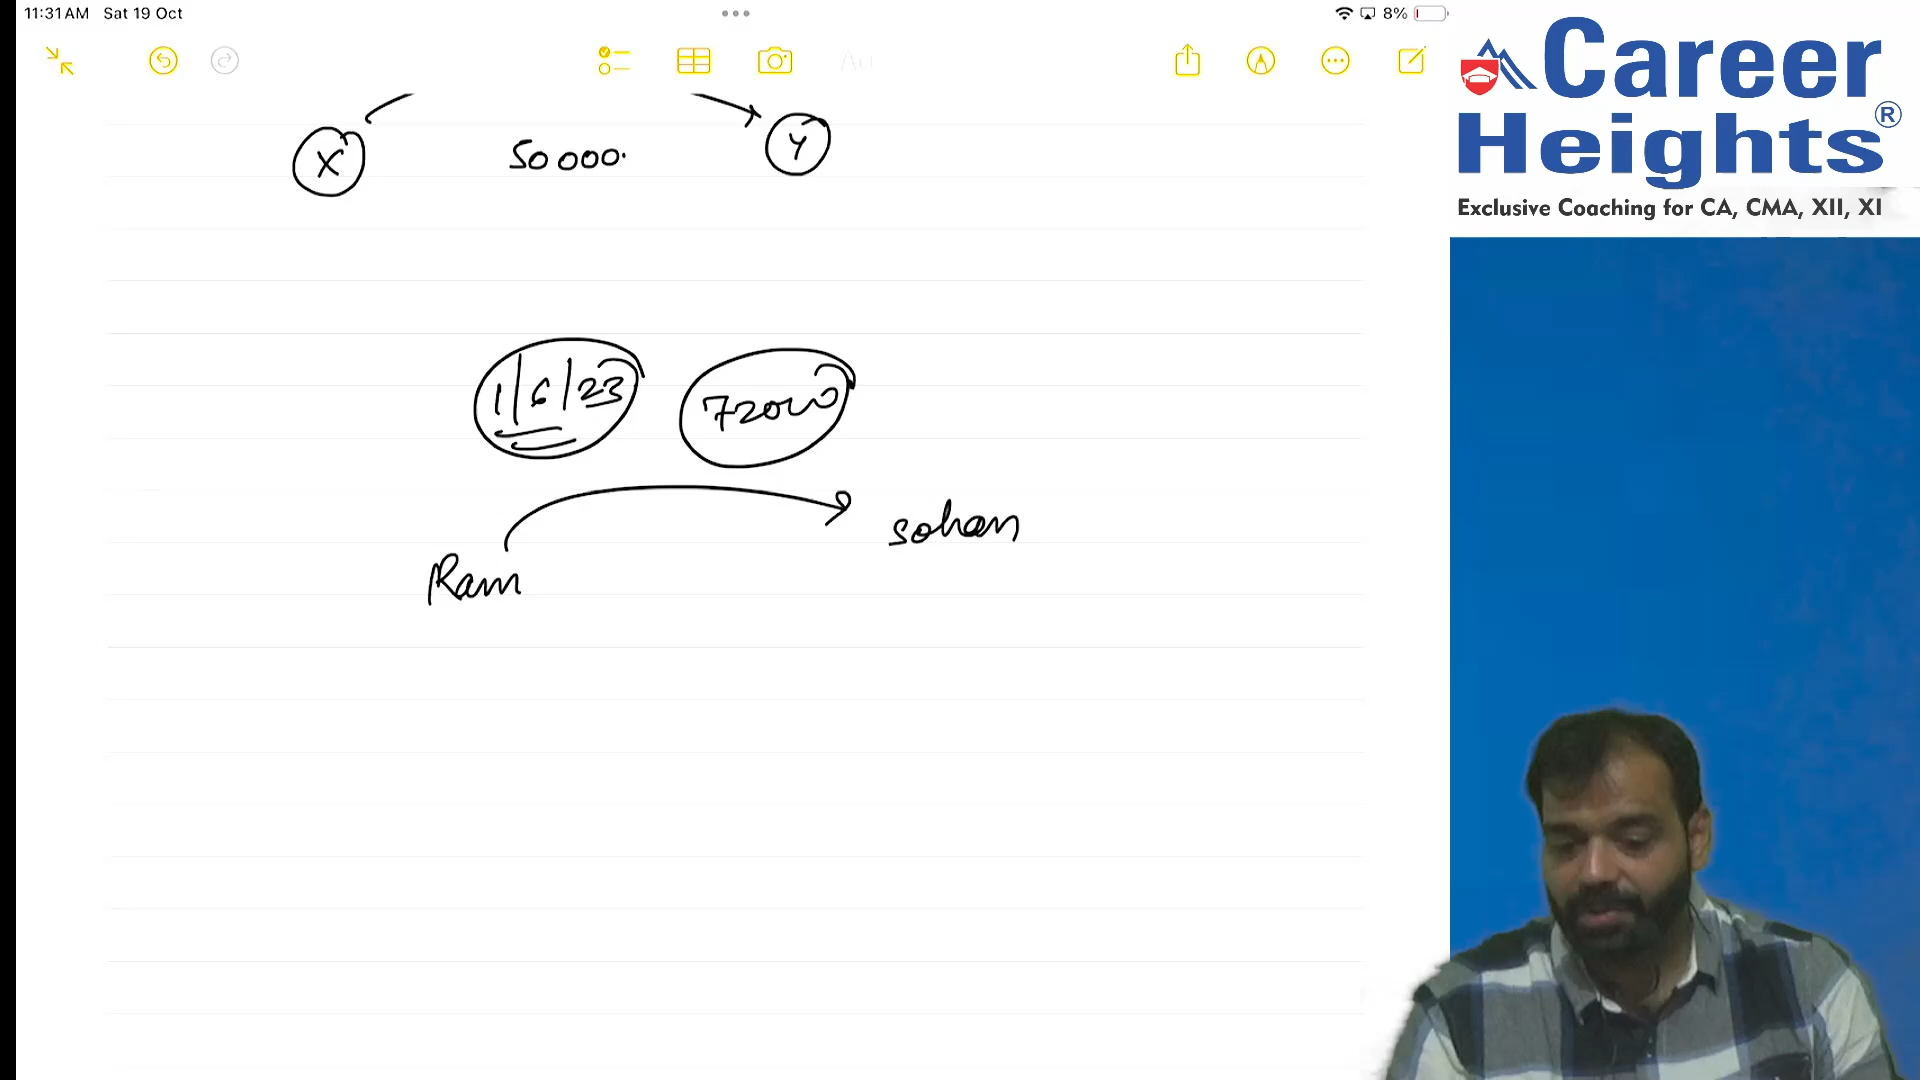 11:31 AM Sat 19 Oct
8%
Career
Heights®
Exclusive Coaching for CA, CMA, XII, XI
X 50000 Y
1/6/23 72000
sohan
Ram